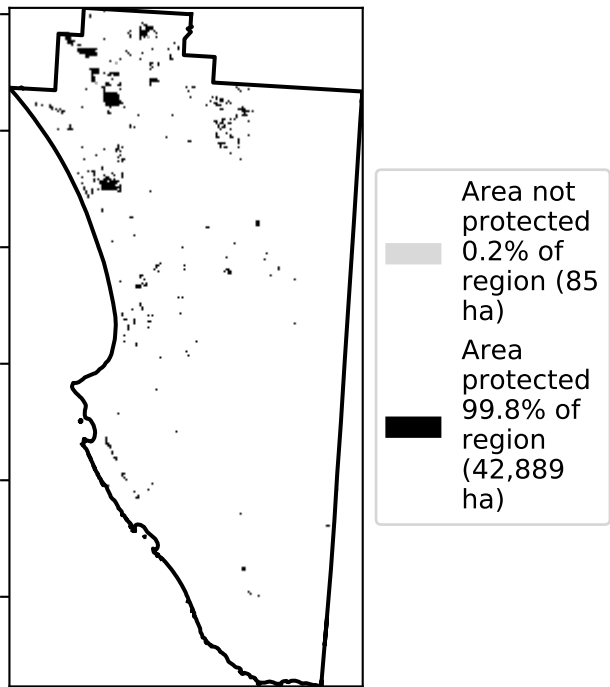 Area not
protected
0.2% of
region (85
ha)
Area
protected
99.8% of
region
(42,889
ha)